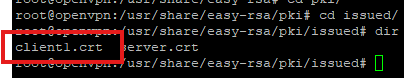 root@openvpn:/usr/share/easy-rsa# cd pki/
root@openvpn:/usr/share/easy-rsa/pki# cd issued/
root@openvpn:/usr/share/easy-rsa/pki/issued# dir
client1.crt server.crt
root@openvpn:/usr/share/easy-rsa/pki/issued#